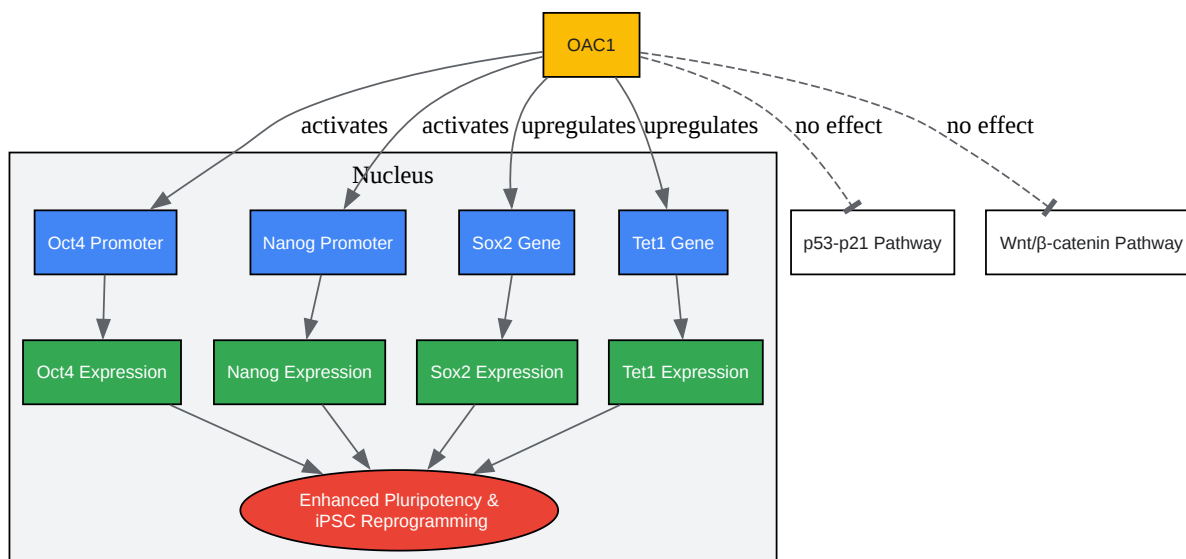 OAC1
activates
activates
upregulates
upregulates
no effect
no effect
Nucleus
Oct4 Promoter
Nanog Promoter
Sox2 Gene
Tet1 Gene
p53-p21 Pathway
Wnt/β-catenin Pathway
Oct4 Expression
Nanog Expression
Sox2 Expression
Tet1 Expression
Enhanced Pluripotency &
iPSC Reprogramming